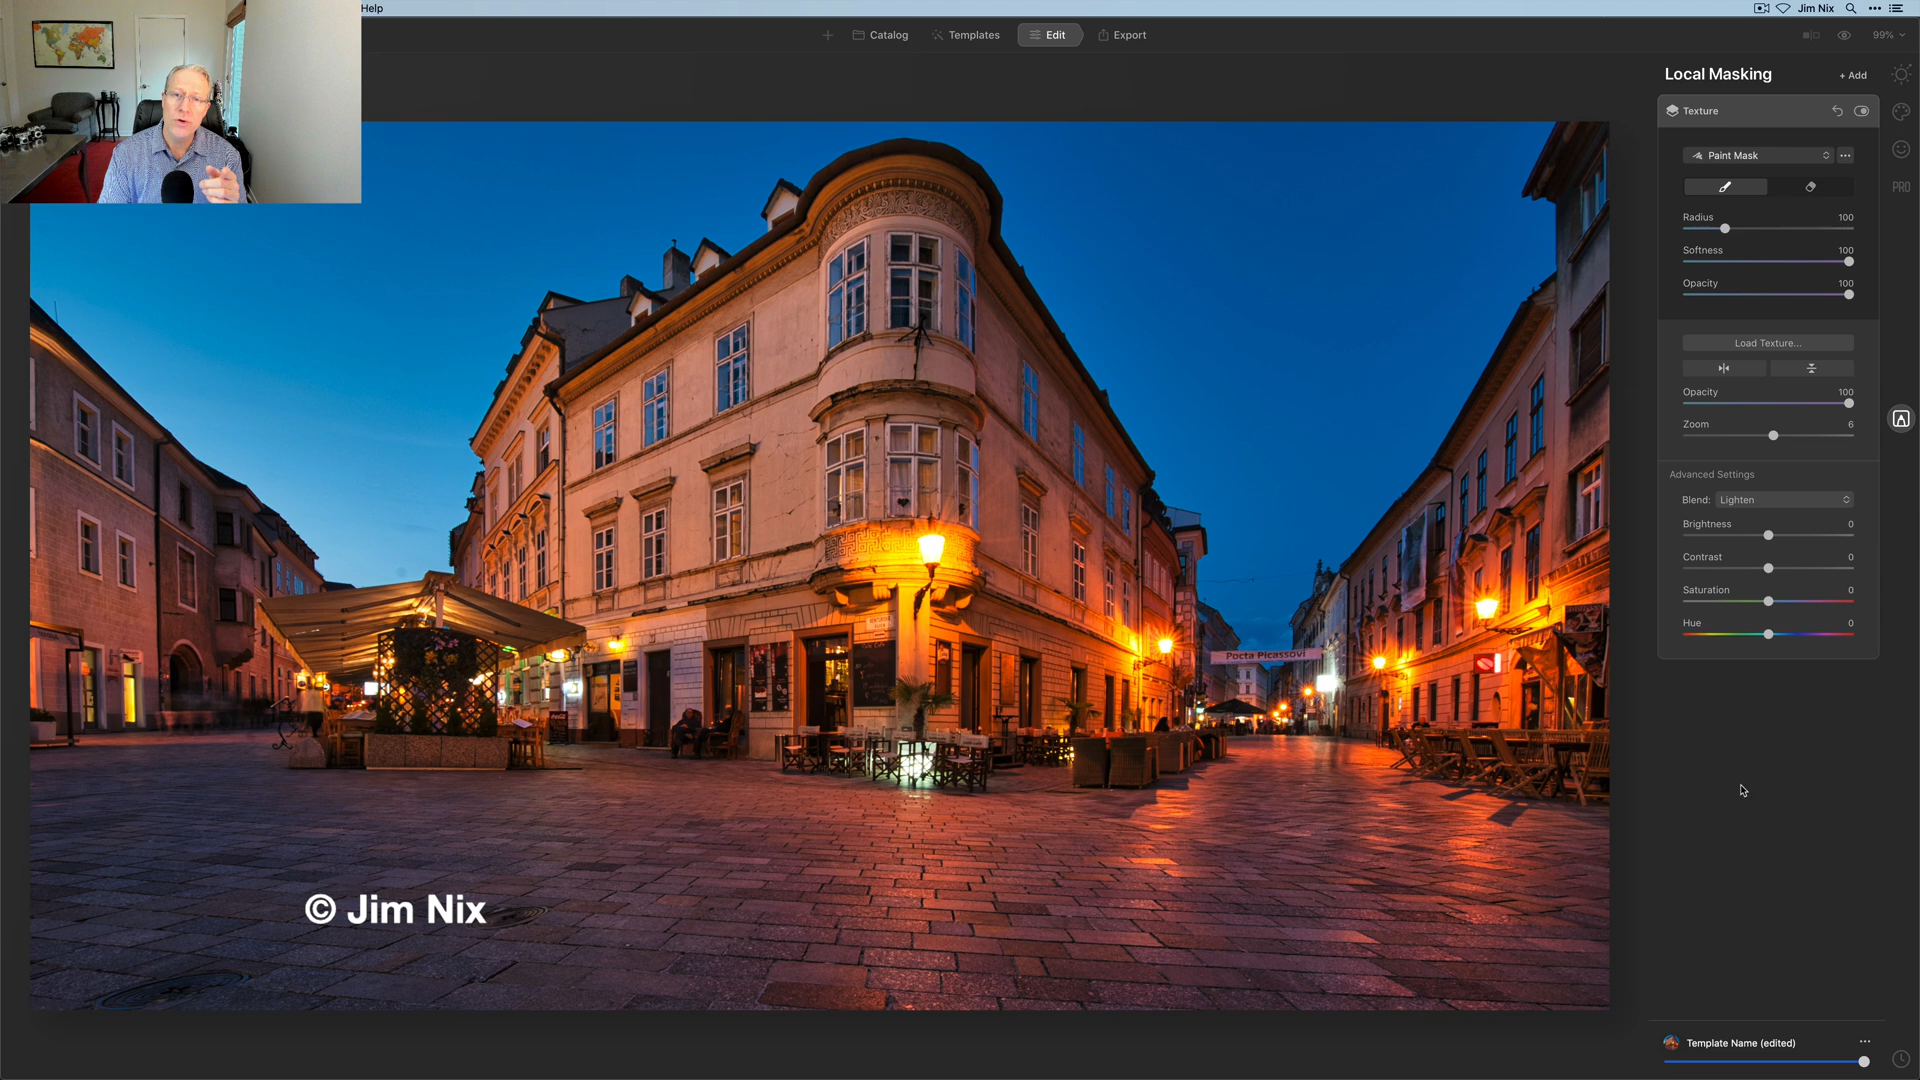 Help
Jim Nix
Catalog
Templates
Edit
Export
99%
Local Masking
+ Add
Texture
Paint Mask
Radius 100
Softness 100
Opacity 100
Load Texture...
Opacity 100
Zoom 6
Advanced Settings
Blend: Lighten
Brightness 0
Contrast 0
Saturation 0
Hue 0
PRO
Pocta Picassovi
© Jim Nix
Template Name (edited)